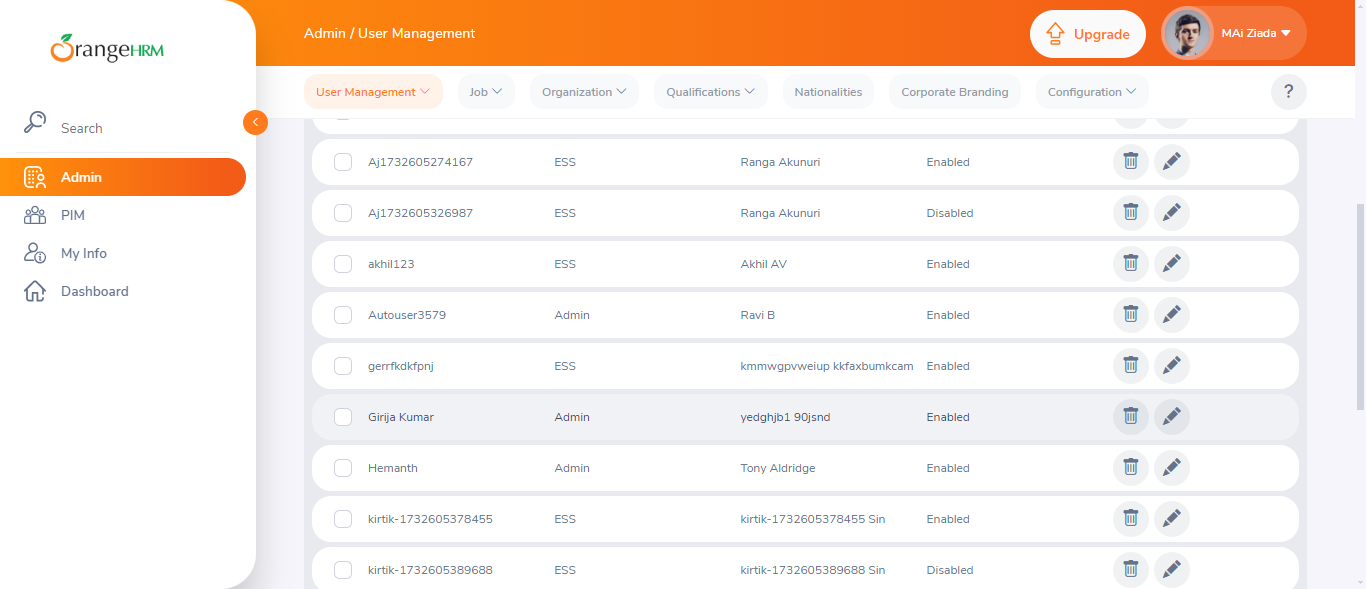 OrangeHRM
Admin / User Management
Upgrade
MAi Ziada
User Management
Job
Organization
Qualifications
Nationalities
Corporate Branding
Configuration
?
Search
Admin
PIM
My Info
Dashboard
Aj1732605274167 ESS Ranga Akunuri Enabled
Aj1732605326987 ESS Ranga Akunuri Disabled
akhil123 ESS Akhil AV Enabled
Autouser3579 Admin Ravi B Enabled
gerrfkdkfpnj ESS kmmwgpvweiup kkfaxbumkcam Enabled
Girija Kumar Admin yedghjb1 90jsnd Enabled
Hemanth Admin Tony Aldridge Enabled
kirtik-1732605378455 ESS kirtik-1732605378455 Sin Enabled
kirtik-1732605389688 ESS kirtik-1732605389688 Sin Disabled